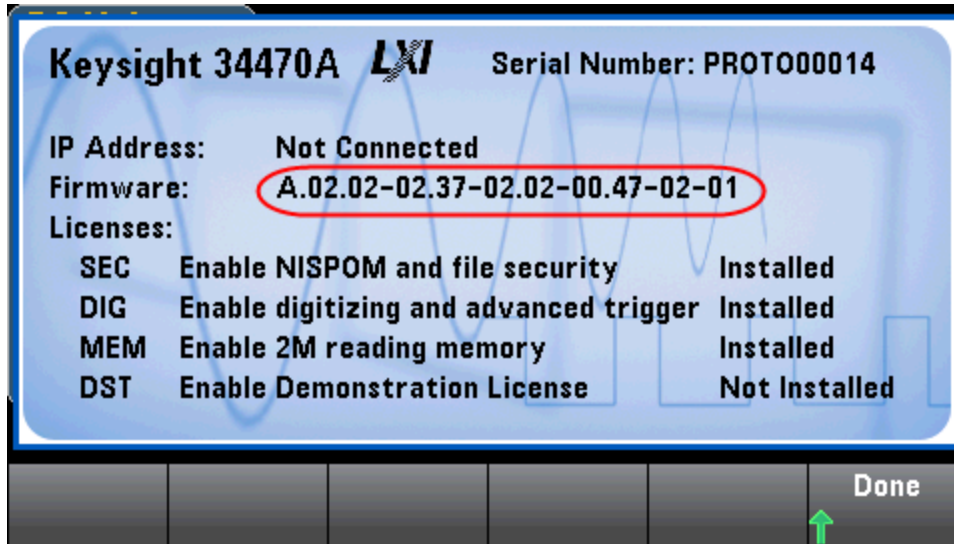 Keysight 34470A LXI Serial Number: PROTO00014
IP Address: Not Connected
Firmware: A.02.02-02.37-02.02-00.47-02-01
Licenses:
SEC Enable NISPOM and file security Installed
DIG Enable digitizing and advanced trigger Installed
MEM Enable 2M reading memory Installed
DST Enable Demonstration License Not Installed
Done